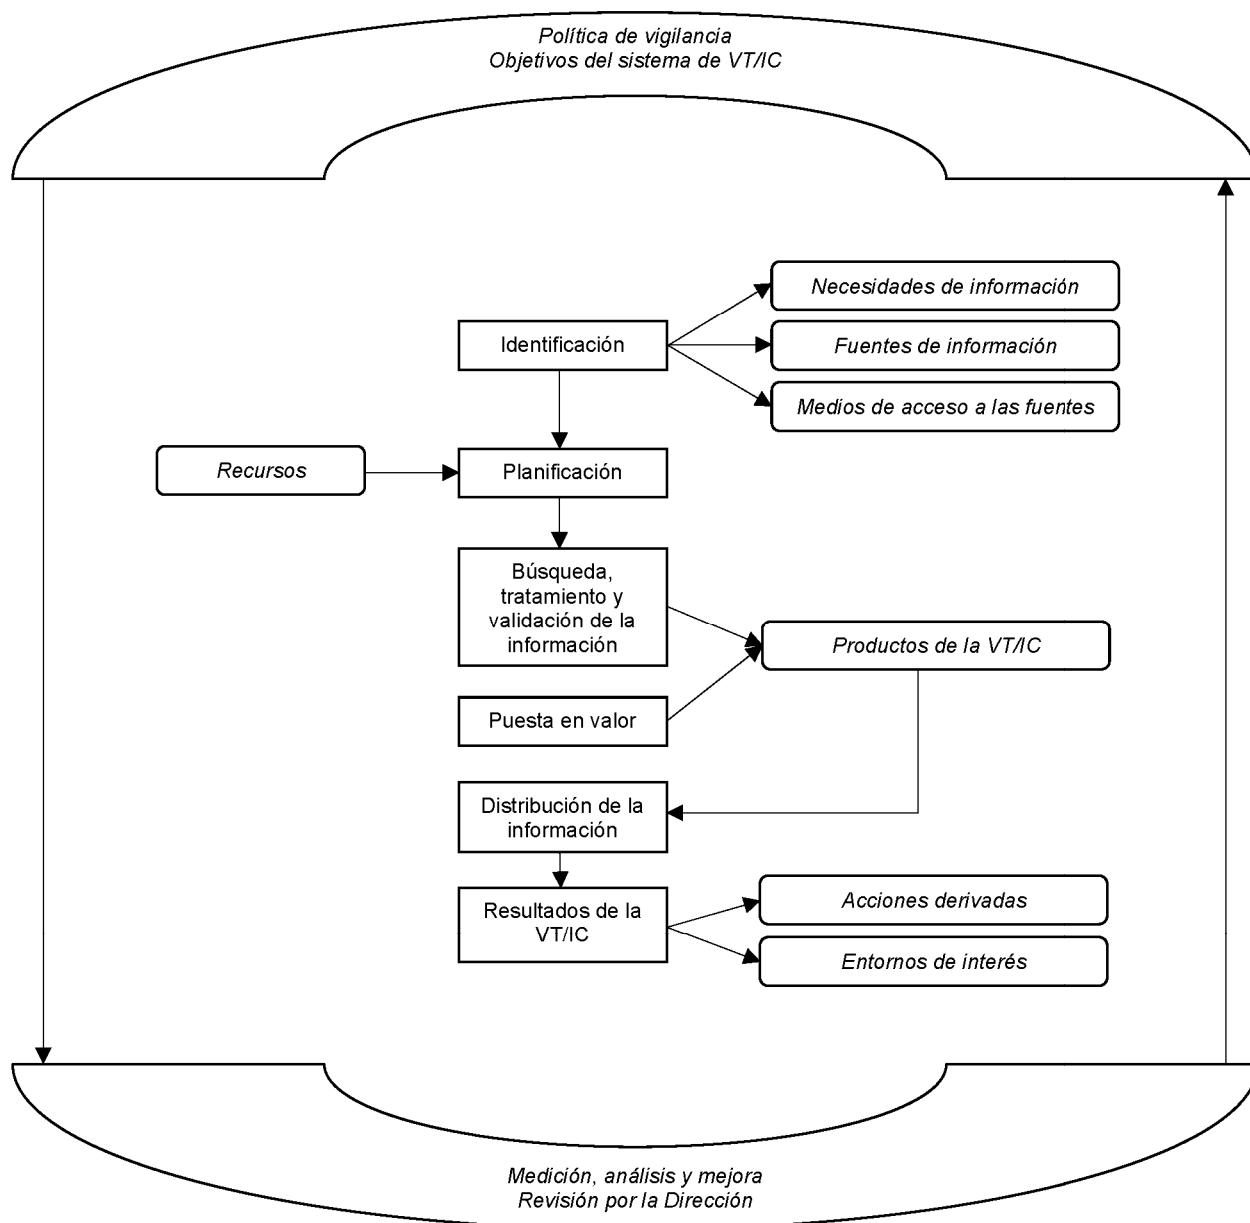 Política de vigilancia
Objetivos del sistema de VT/IC
Necesidades de información
Identificación
Fuentes de información
Medios de acceso a las fuentes
Recursos
Planificación
Búsqueda,
tratamiento y
validación de la
información
Productos de la VT/IC
Puesta en valor
Distribución de la
información
Resultados de la
VT/IC
Acciones derivadas
Entornos de interés
Medición, análisis y mejora
Revisión por la Dirección